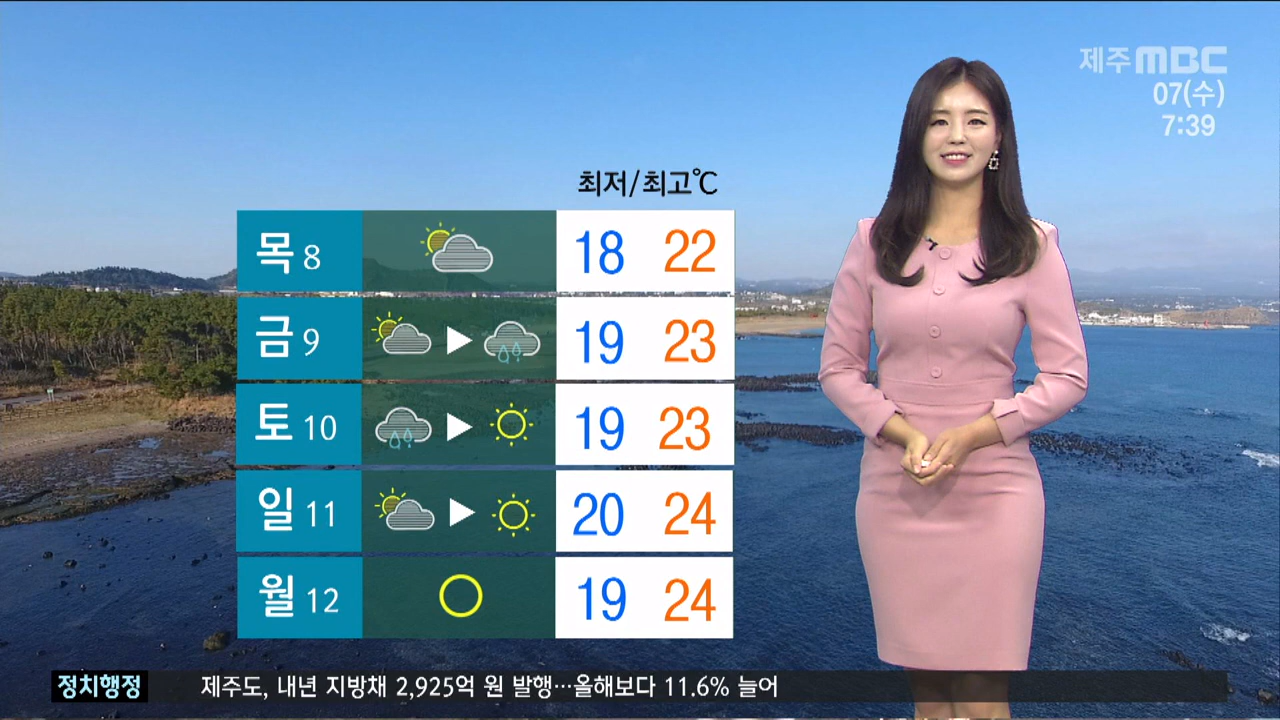 제주MBC
07(수)
7:39
최저/최고℃
목 8 18 22
금 9 19 23
토 10 19 23
일 11 20 24
월 12 19 24
정치행정 제주도, 내년 지방채 2,925억 원 발행…올해보다 11.6% 늘어